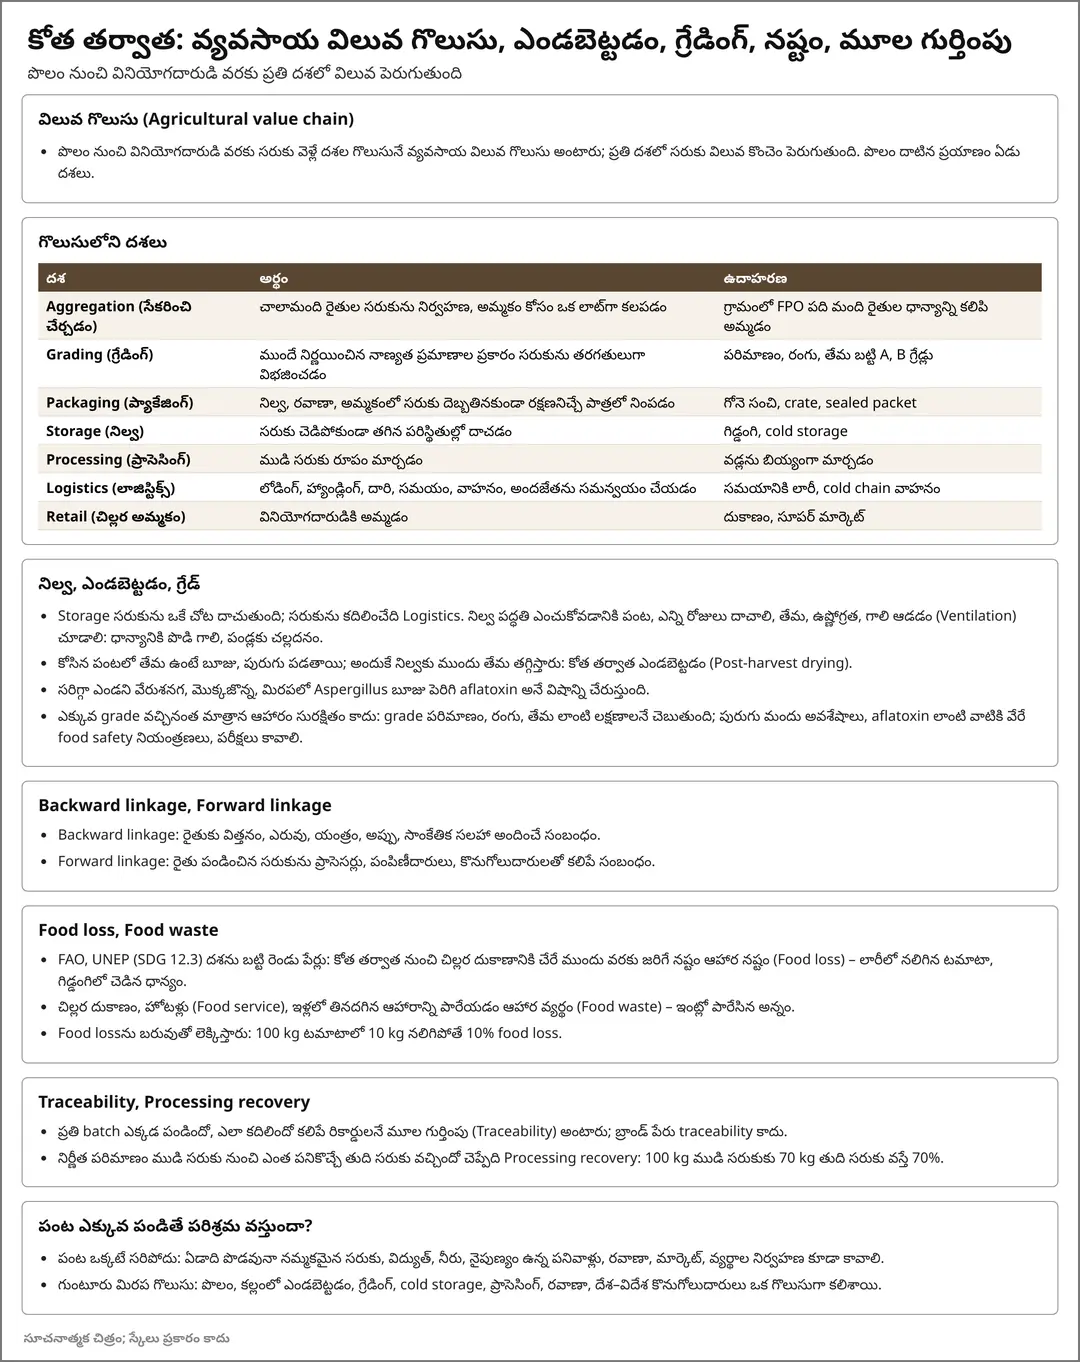 కోత తర్వాత: వ్యవసాయ విలువ గొలుసు, ఎండబెట్టడం, గ్రేడింగ్, నష్టం, మూల గుర్తింపు
పొలం నుంచి వినియోగదారుడి వరకు ప్రతి దశలో విలువ పెరుగుతుంది
విలువ గొలుసు (Agricultural value chain)
• పొలం నుంచి వినియోగదారుడి వరకు సరుకు వెళ్లే దశల గొలుసునే వ్యవసాయ విలువ గొలుసు అంటారు; ప్రతి దశలో సరుకు విలువ కొంచెం పెరుగుతుంది. పొలం దాటిన ప్రయాణం ఏడు
దశలు.
గొలుసులోని దశలు
దశ అర్థం ఉదాహరణ
Aggregation (సేకరించి చాలామంది రైతుల సరుకును నిర్వహణ, అమ్మకం కోసం ఒక లాట్‌గా కలపడం గ్రామంలో FPO పది మంది రైతుల ధాన్యాన్ని కలిపి
చేర్చడం) అమ్మడం
Grading (గ్రేడింగ్) ముందే నిర్ణయించిన నాణ్యత ప్రమాణాల ప్రకారం సరుకును తరగతులుగా పరిమాణం, రంగు, తేమ బట్టి A, B గ్రేడ్లు
విభజించడం
Packaging (ప్యాకేజింగ్) నిల్వ, రవాణా, అమ్మకంలో సరుకు దెబ్బతినకుండా రక్షణనిచ్చే పాత్రలో నింపడం గోనె సంచి, crate, sealed packet
Storage (నిల్వ) సరుకు చెడిపోకుండా తగిన పరిస్థితుల్లో దాచడం గిడ్డంగి, cold storage
Processing (ప్రాసెసింగ్) ముడి సరుకు రూపం మార్చడం వడ్లను బియ్యంగా మార్చడం
Logistics (లాజిస్టిక్స్) లోడింగ్, హ్యాండ్లింగ్, దారి, సమయం, వాహనం, అందజేతను సమన్వయం చేయడం సమయానికి లారీ, cold chain వాహనం
Retail (చిల్లర అమ్మకం) వినియోగదారుడికి అమ్మడం దుకాణం, సూపర్ మార్కెట్
నిల్వ, ఎండబెట్టడం, గ్రేడ్
• Storage సరుకును ఒకే చోట దాచుతుంది; సరుకును కదిలించేది Logistics. నిల్వ పద్ధతి ఎంచుకోవడానికి పంట, ఎన్ని రోజులు దాచాలి, తేమ, ఉష్ణోగ్రత, గాలి ఆడడం (Ventilation)
చూడాలి: ధాన్యానికి పొడి గాలి, పండ్లకు చల్లదనం.
• కోసిన పంటలో తేమ ఉంటే బూజు, పురుగు పడతాయి; అందుకే నిల్వకు ముందు తేమ తగ్గిస్తారు: కోత తర్వాత ఎండబెట్టడం (Post-harvest drying).
• సరిగ్గా ఎండని వేరుశనగ, మొక్కజొన్న, మిరపలో Aspergillus బూజు పెరిగి aflatoxin అనే విషాన్ని చేరుస్తుంది.
• ఎక్కువ grade వచ్చినంత మాత్రాన ఆహారం సురక్షితం కాదు: grade పరిమాణం, రంగు, తేమ లాంటి లక్షణాలనే చెబుతుంది; పురుగు మందు అవశేషాలు, aflatoxin లాంటి వాటికి వేరే
food safety నియంత్రణలు, పరీక్షలు కావాలి.
Backward linkage, Forward linkage
• Backward linkage: రైతుకు విత్తనం, ఎరువు, యంత్రం, అప్పు, సాంకేతిక సలహా అందించే సంబంధం.
• Forward linkage: రైతు పండించిన సరుకును ప్రాసెసర్లు, పంపిణీదారులు, కొనుగోలుదారులతో కలిపే సంబంధం.
Food loss, Food waste
• FAO, UNEP (SDG 12.3) దశను బట్టి రెండు పేర్లు: కోత తర్వాత నుంచి చిల్లర దుకాణానికి చేరే ముందు వరకు జరిగే నష్టం ఆహార నష్టం (Food loss) – లారీలో నలిగిన టమాటా,
గిడ్డంగిలో చెడిన ధాన్యం.
• చిల్లర దుకాణం, హోటళ్లు (Food service), ఇళ్లలో తినదగిన ఆహారాన్ని పారేయడం ఆహార వ్యర్థం (Food waste) – ఇంట్లో పారేసిన అన్నం.
• Food lossను బరువుతో లెక్కిస్తారు: 100 kg టమాటాలో 10 kg నలిగిపోతే 10% food loss.
Traceability, Processing recovery
• ప్రతి batch ఎక్కడ పండిందో, ఎలా కదిలిందో కలిపే రికార్డులనే మూల గుర్తింపు (Traceability) అంటారు; బ్రాండ్ పేరు traceability కాదు.
• నిర్ణీత పరిమాణం ముడి సరుకు నుంచి ఎంత పనికొచ్చే తుది సరుకు వచ్చిందో చెప్పేది Processing recovery: 100 kg ముడి సరుకుకు 70 kg తుది సరుకు వస్తే 70%.
పంట ఎక్కువ పండితే పరిశ్రమ వస్తుందా?
• పంట ఒక్కటే సరిపోదు: ఏడాది పొడవునా నమ్మకమైన సరుకు, విద్యుత్, నీరు, నైపుణ్యం ఉన్న పనివాళ్లు, రవాణా, మార్కెట్, వ్యర్థాల నిర్వహణ కూడా కావాలి.
• గుంటూరు మిరప గొలుసు: పొలం, కల్లంలో ఎండబెట్టడం, గ్రేడింగ్, cold storage, ప్రాసెసింగ్, రవాణా, దేశ–విదేశ కొనుగోలుదారులు ఒక గొలుసుగా కలిశాయి.
సూచనాత్మక చిత్రం; స్కేలు ప్రకారం కాదు